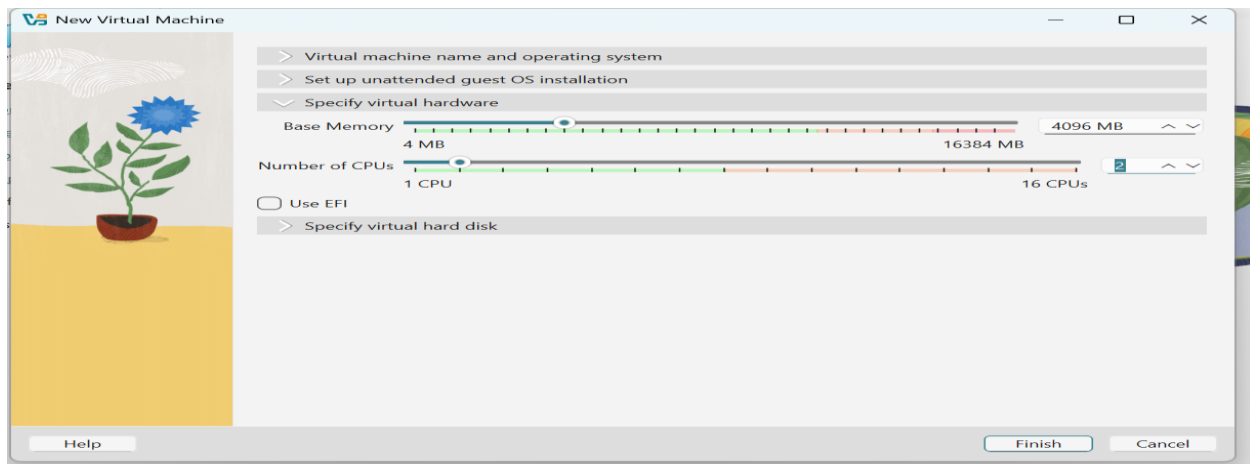 New Virtual Machine
Virtual machine name and operating system
Set up unattended guest OS installation
Specify virtual hardware
Base Memory 4096 MB
4 MB 16384 MB
Number of CPUs 2
1 CPU 16 CPUs
Use EFI
Specify virtual hard disk
Help Finish Cancel